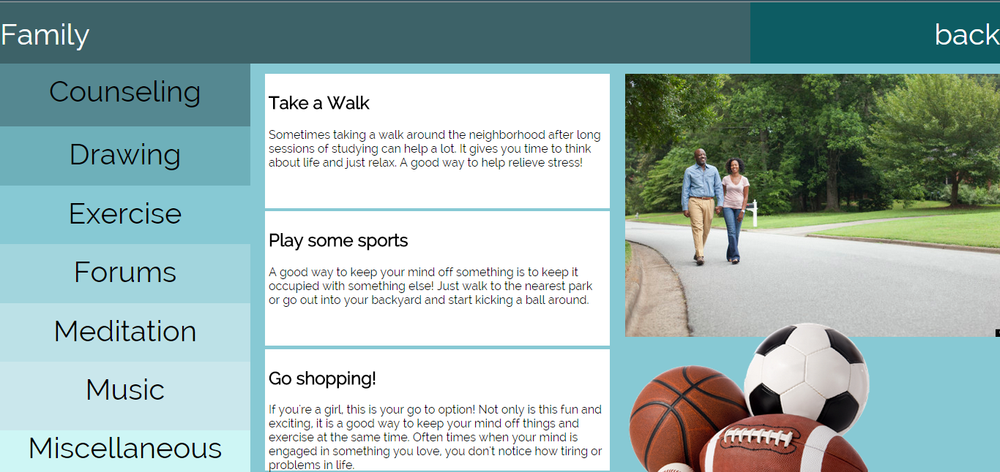 Family
back
Counseling
Drawing
Exercise
Forums
Meditation
Music
Miscellaneous
Take a Walk
Sometimes taking a walk around the neighborhood after long
sessions of studying can help a lot. It gives you time to think
about life and just relax. A good way to help relieve stress!
Play some sports
A good way to keep your mind off something is to keep it
occupied with something else! Just walk to the nearest park
or go out into your backyard and start kicking a ball around.
Go shopping!
If you're a girl, this is your go to option! Not only is this fun and
exciting, it is a good way to keep your mind off things and
exercise at the same time. Often times when your mind is
engaged in something you love, you don't notice how tiring or
problems in life.